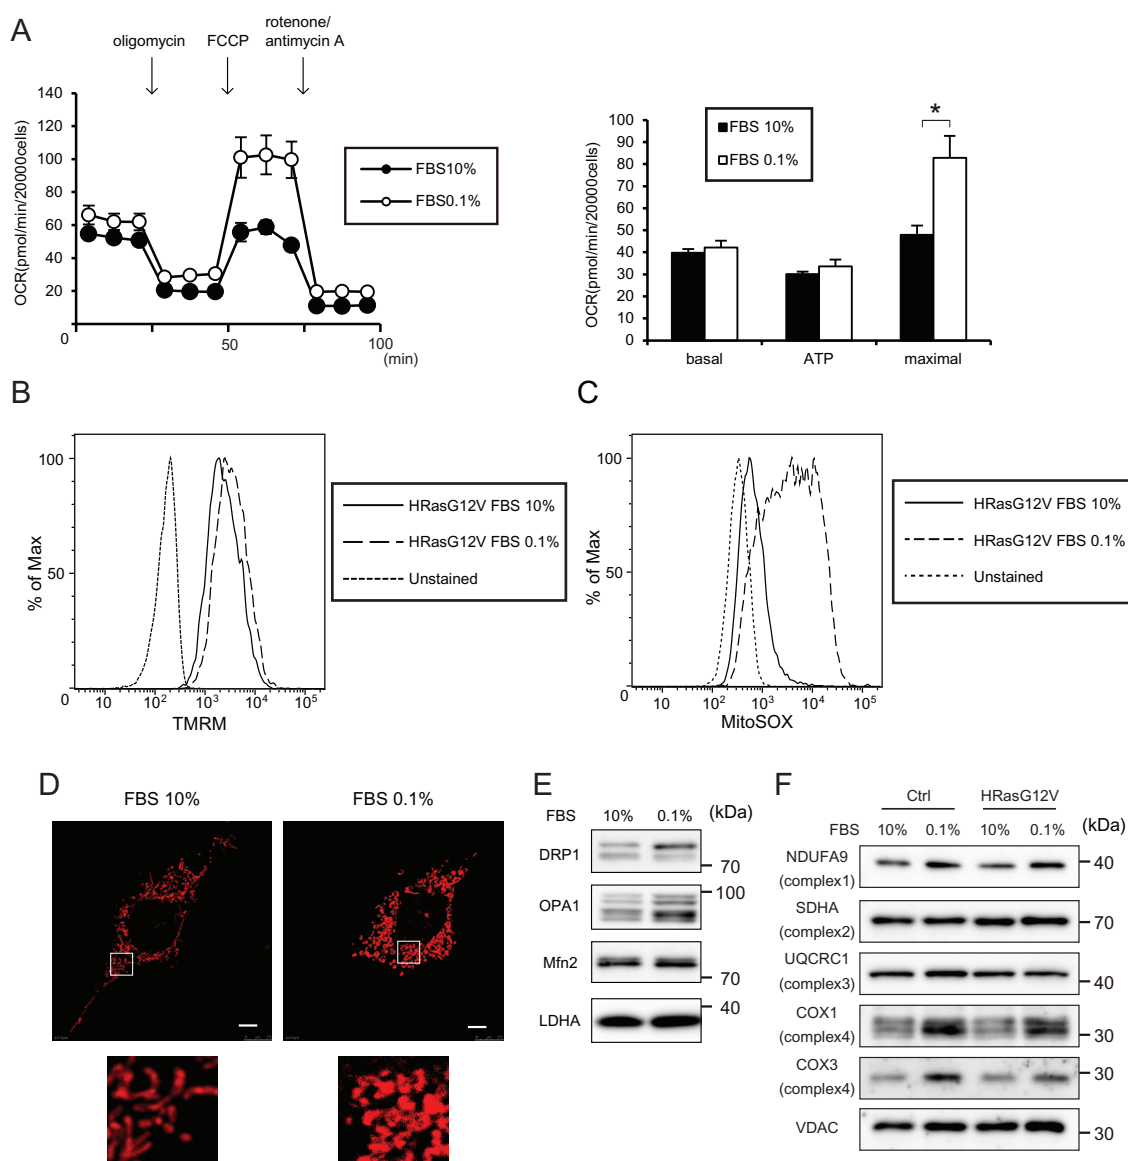 A
oligomycin
FCCP
rotenone/
antimycin A
OCR(pmol/min/20000cells)
140
120
100
80
60
40
20
0
50
100
(min)
FBS10%
FBS0.1%
OCR(pmol/min/20000cells)
100
90
80
70
60
50
40
30
20
10
0
FBS 10%
FBS 0.1%
*
basal
ATP
maximal
B
% of Max
100
50
0
10
10²
10³
10⁴
10⁵
TMRM
HRasG12V FBS 10%
HRasG12V FBS 0.1%
Unstained
C
% of Max
100
50
0
10
10²
10³
10⁴
10⁵
MitoSOX
HRasG12V FBS 10%
HRasG12V FBS 0.1%
Unstained
D
FBS 10%
FBS 0.1%
E
FBS 10% 0.1% (kDa)
DRP1
70
100
OPA1
Mfn2
70
40
LDHA
F
Ctrl HRasG12V
FBS 10% 0.1% 10% 0.1% (kDa)
NDUFA9
(complex1)
40
SDHA
(complex2)
70
UQCRC1
(complex3)
40
COX1
(complex4)
30
COX3
(complex4)
30
VDAC
30